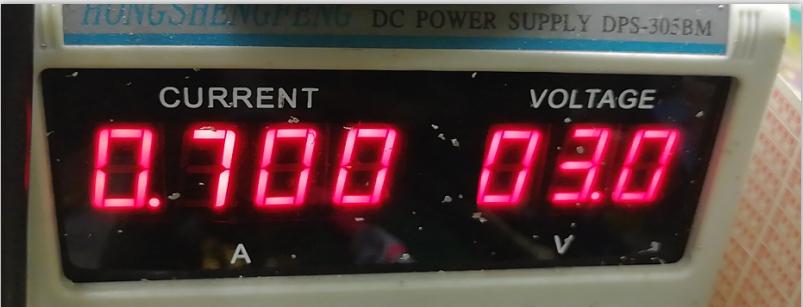 HONGSHENGFENG DC POWER SUPPLY DPS-305BM
CURRENT VOLTAGE
0.700 03.0
A V